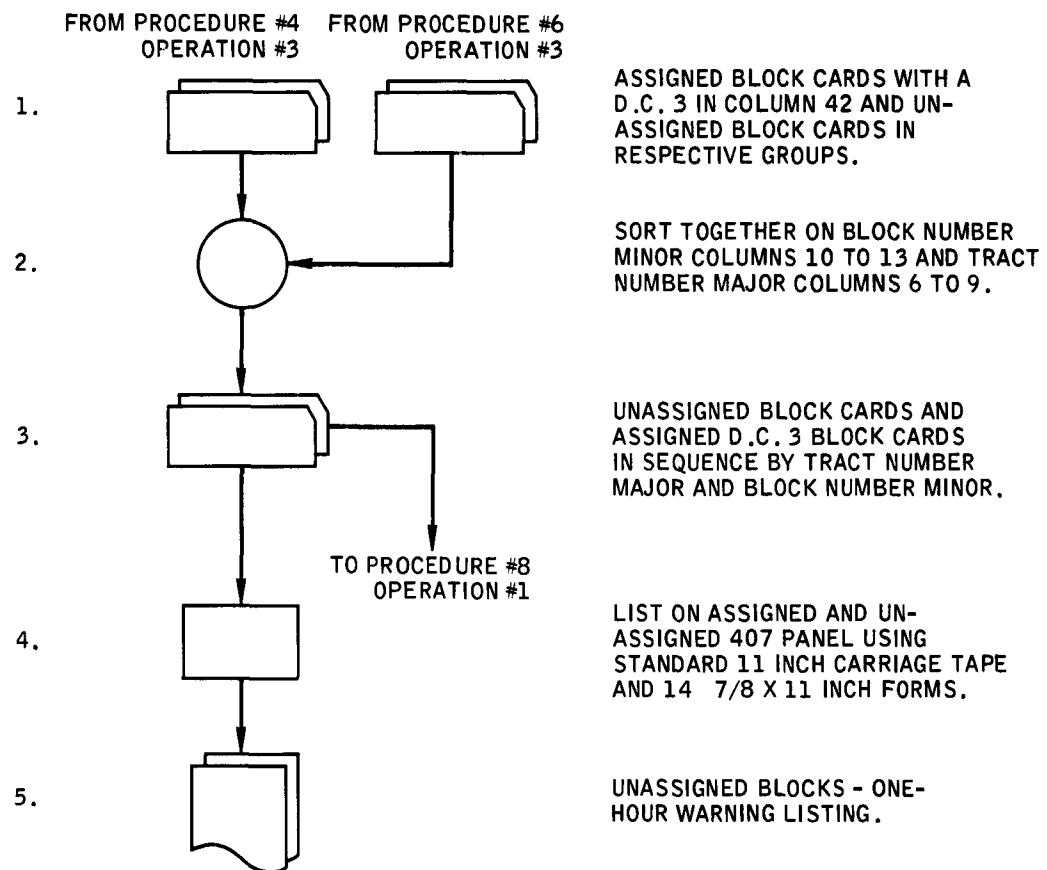 FROM PROCEDURE #4
OPERATION #3
FROM PROCEDURE #6
OPERATION #3
1.
ASSIGNED BLOCK CARDS WITH A
D.C. 3 IN COLUMN 42 AND UN-
ASSIGNED BLOCK CARDS IN
RESPECTIVE GROUPS.
2.
SORT TOGETHER ON BLOCK NUMBER
MINOR COLUMNS 10 TO 13 AND TRACT
NUMBER MAJOR COLUMNS 6 TO 9.
3.
UNASSIGNED BLOCK CARDS AND
ASSIGNED D.C. 3 BLOCK CARDS
IN SEQUENCE BY TRACT NUMBER
MAJOR AND BLOCK NUMBER MINOR.
TO PROCEDURE #8
OPERATION #1
4.
LIST ON ASSIGNED AND UN-
ASSIGNED 407 PANEL USING
STANDARD 11 INCH CARRIAGE TAPE
AND 14 7/8 X 11 INCH FORMS.
5.
UNASSIGNED BLOCKS - ONE-
HOUR WARNING LISTING.